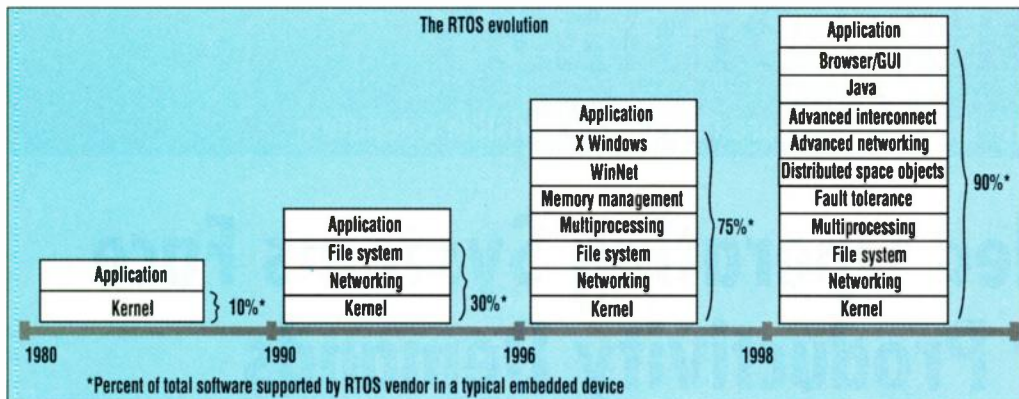 The RTOS evolution
Application
Kernel
10%*
Application
File system
Networking
Kernel
30%*
Application
X Windows
WinNet
Memory management
Multiprocessing
File system
Networking
Kernel
75%*
Application
Browser/GUI
Java
Advanced interconnect
Advanced networking
Distributed space objects
Fault tolerance
Multiprocessing
File system
Networking
Kernel
90%*
1980
1990
1996
1998
*Percent of total software supported by RTOS vendor in a typical embedded device